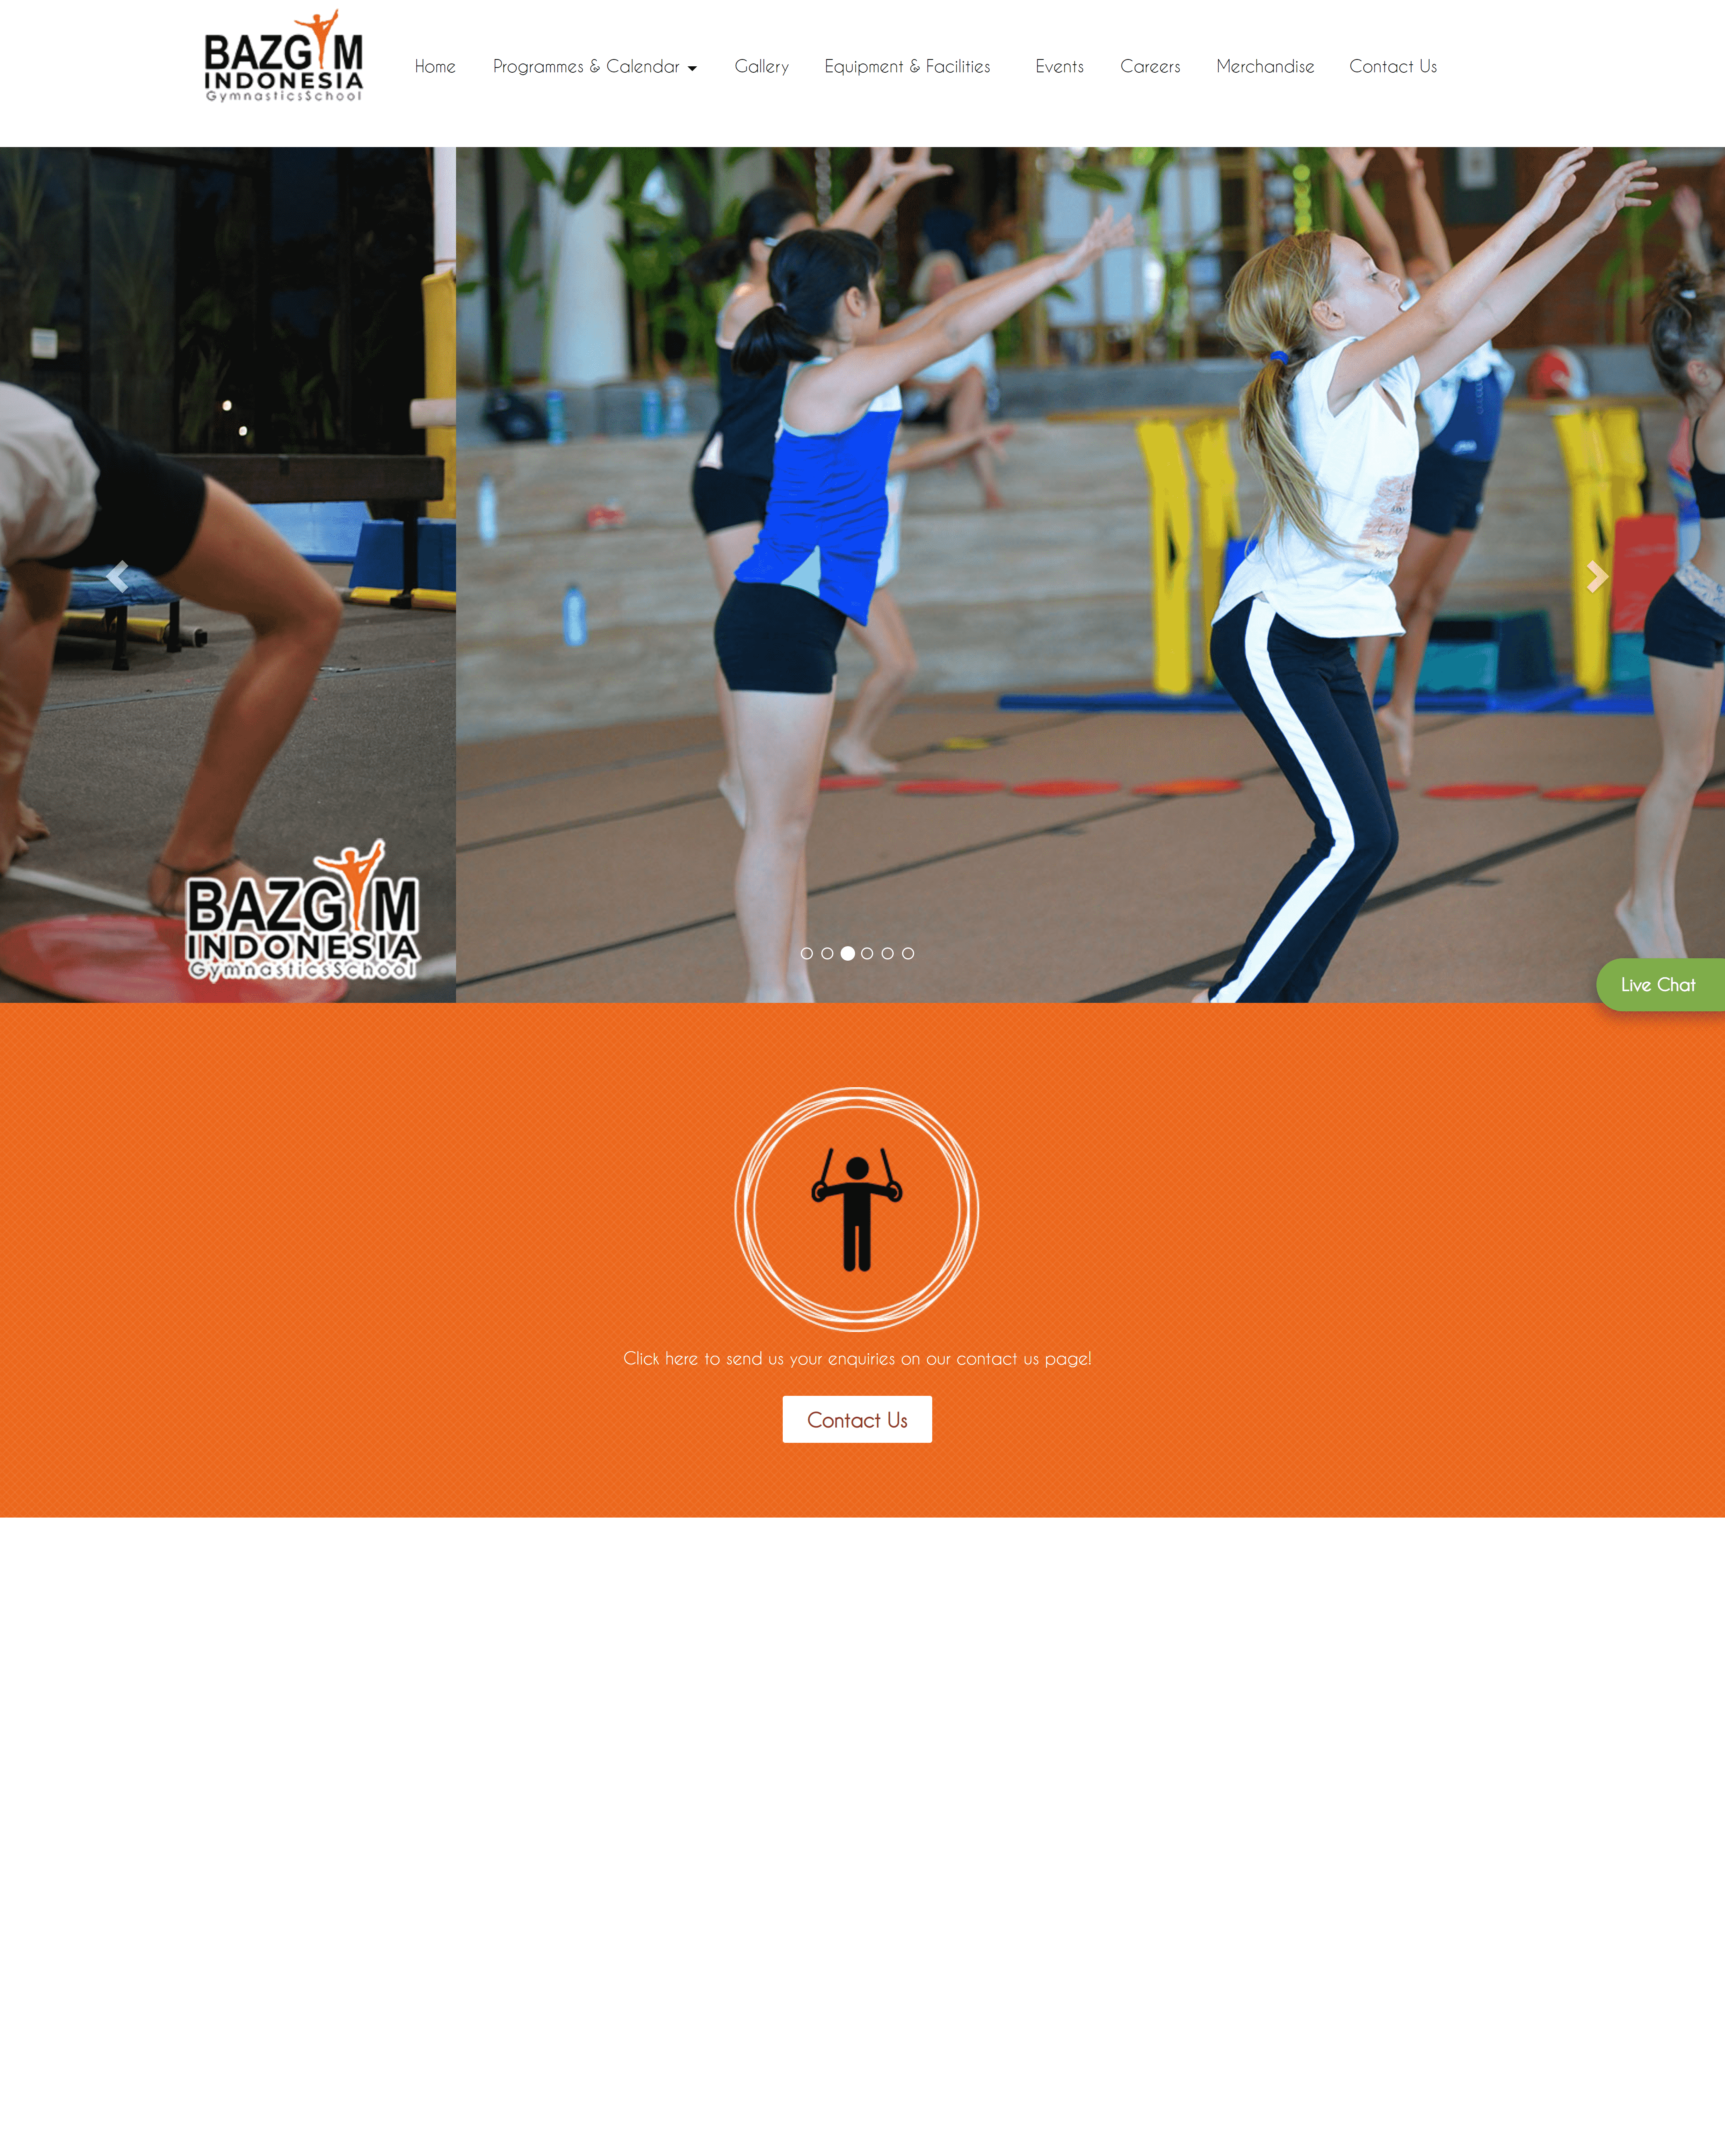 BAZGYM
INDONESIA
GymnasticsSchool
Home
Programmes & Calendar
Gallery
Equipment & Facilities
Events
Careers
Merchandise
Contact Us
BAZGYM
INDONESIA
GymnasticsSchool
Live Chat
Click here to send us your enquiries on our contact us page!
Contact Us